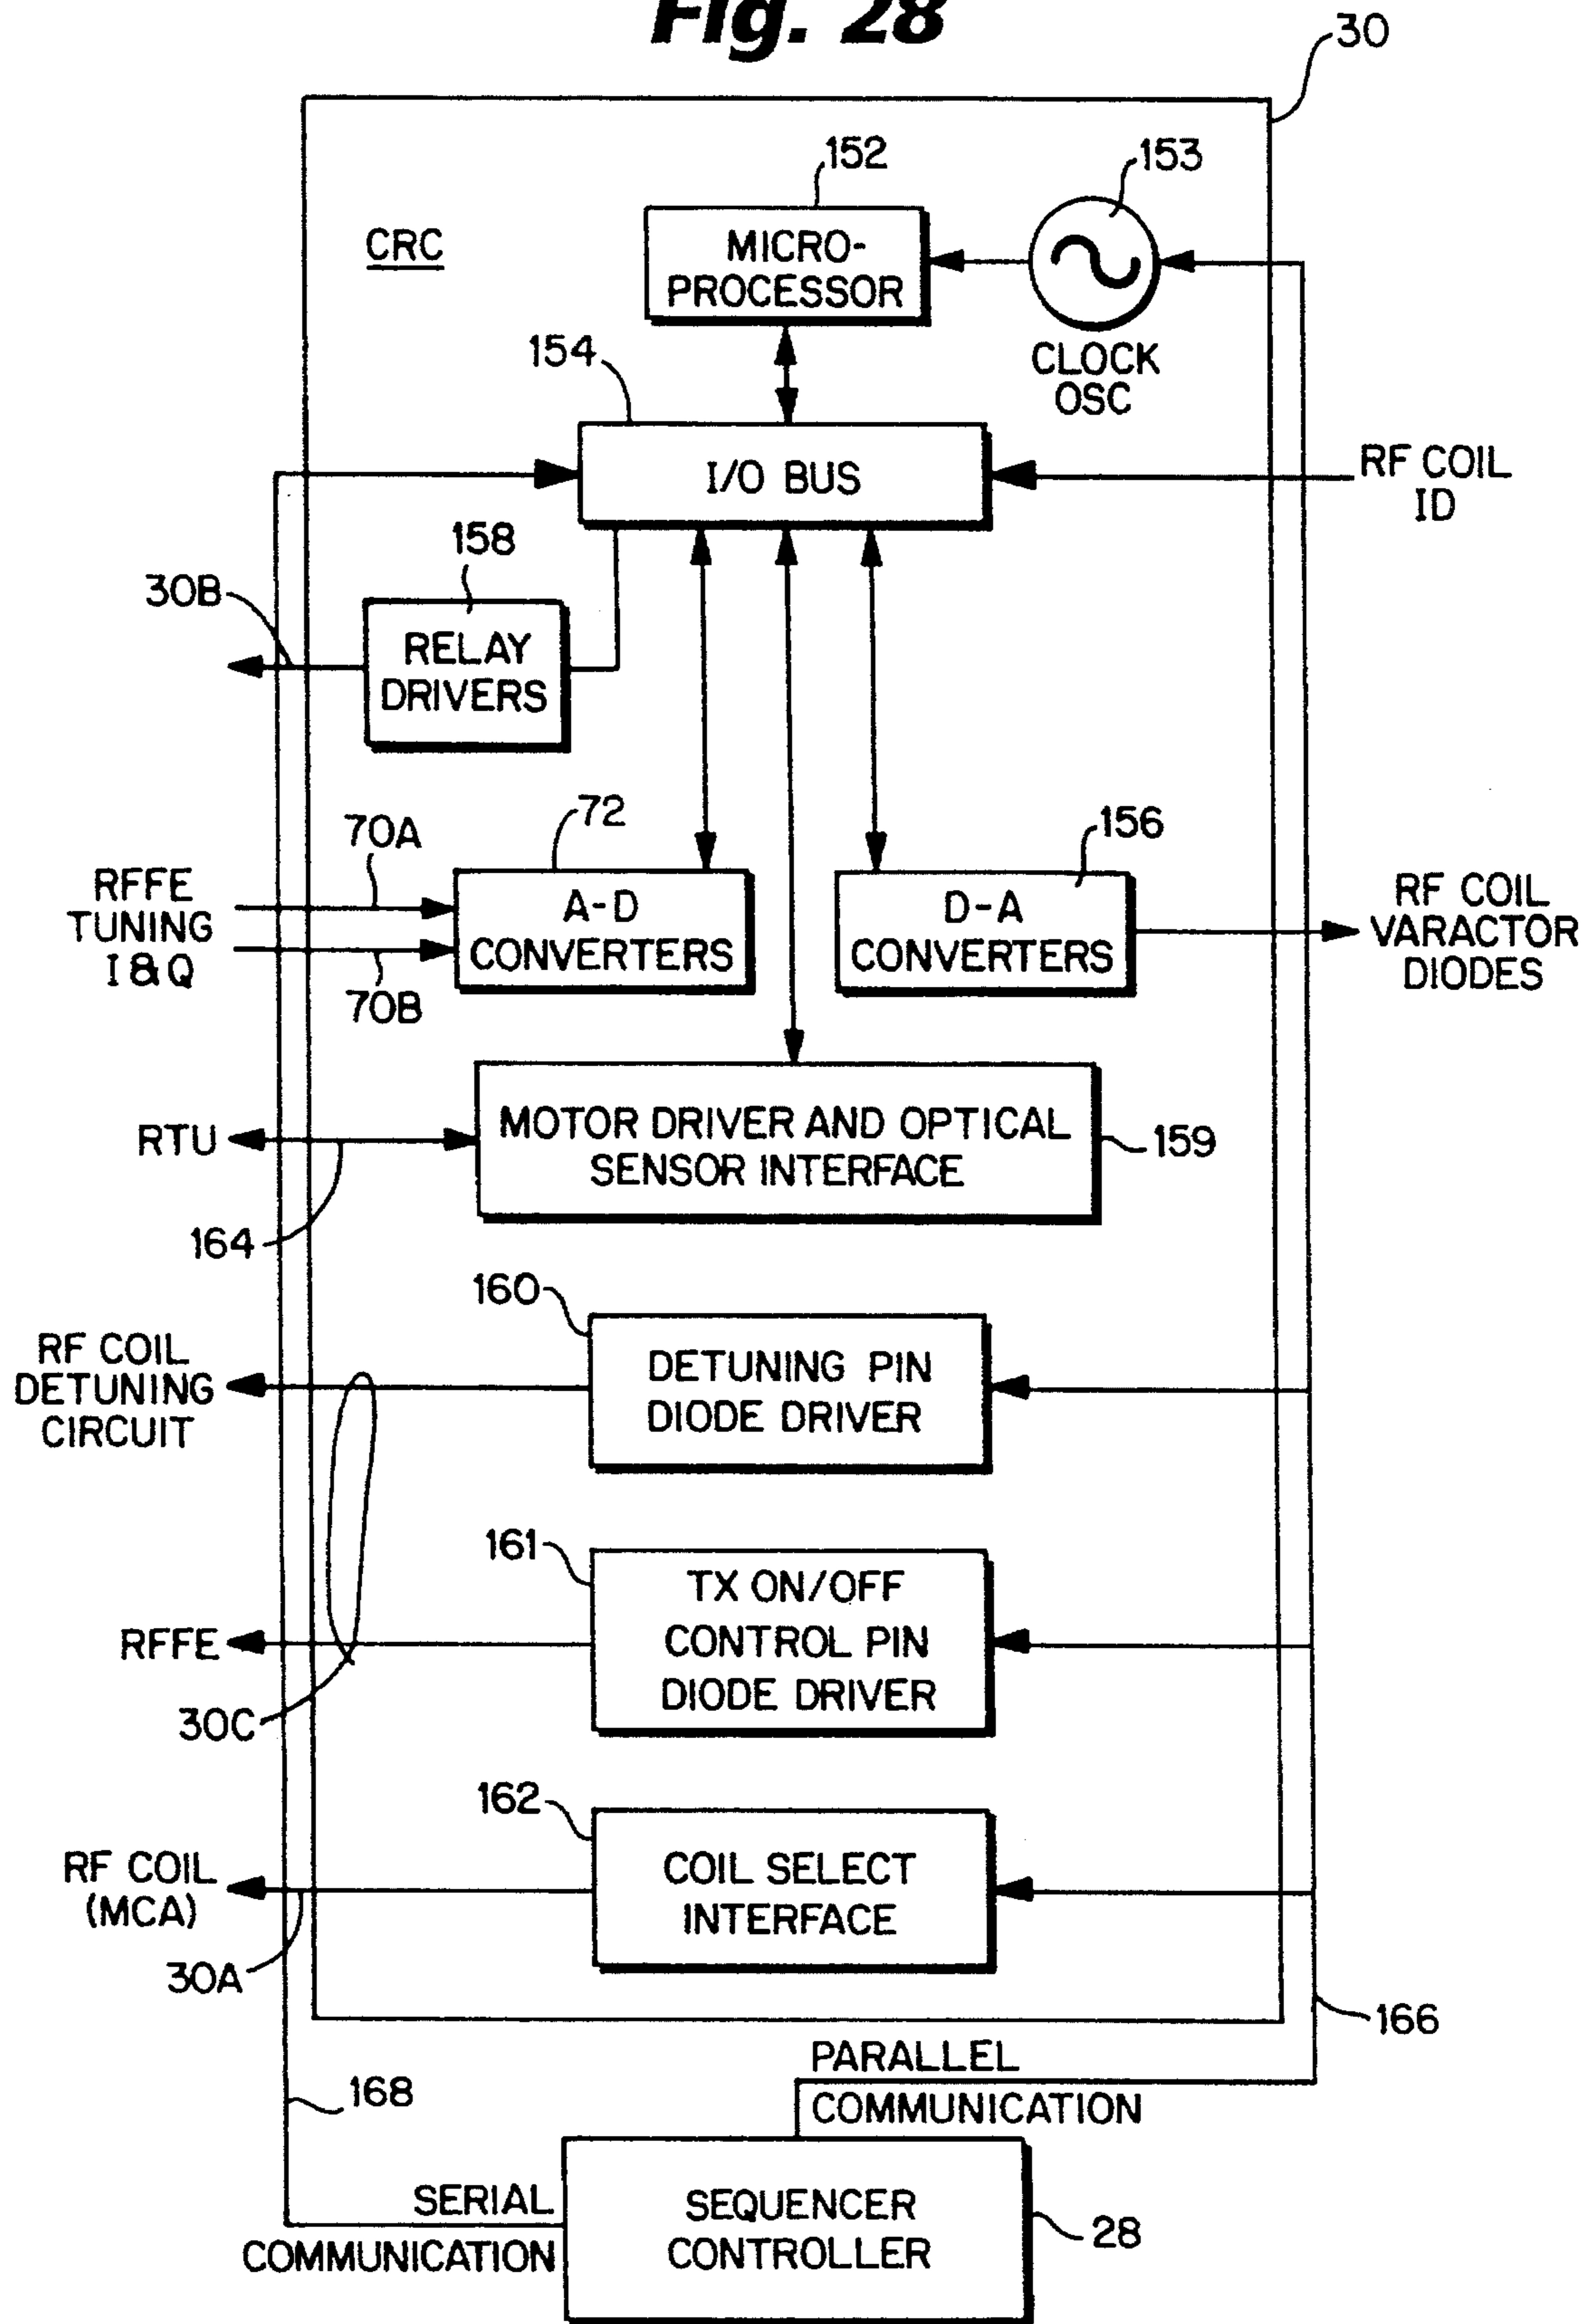 Fig. 28
30
152
153
CRC
MICRO-
PROCESSOR
CLOCK
OSC
154
I/O BUS
RF COIL
ID
158
30B
RELAY
DRIVERS
72
156
70A
RFFE
TUNING
I & Q
70B
A-D
CONVERTERS
D-A
CONVERTERS
RF COIL
VARACTOR
DIODES
RTU
MOTOR DRIVER AND OPTICAL
SENSOR INTERFACE
159
164
160
RF COIL
DETUNING
CIRCUIT
DETUNING PIN
DIODE DRIVER
161
RFFE
TX ON/OFF
CONTROL PIN
DIODE DRIVER
30C
162
RF COIL
(MCA)
COIL SELECT
INTERFACE
30A
166
PARALLEL
COMMUNICATION
168
SERIAL
COMMUNICATION
SEQUENCER
CONTROLLER
28